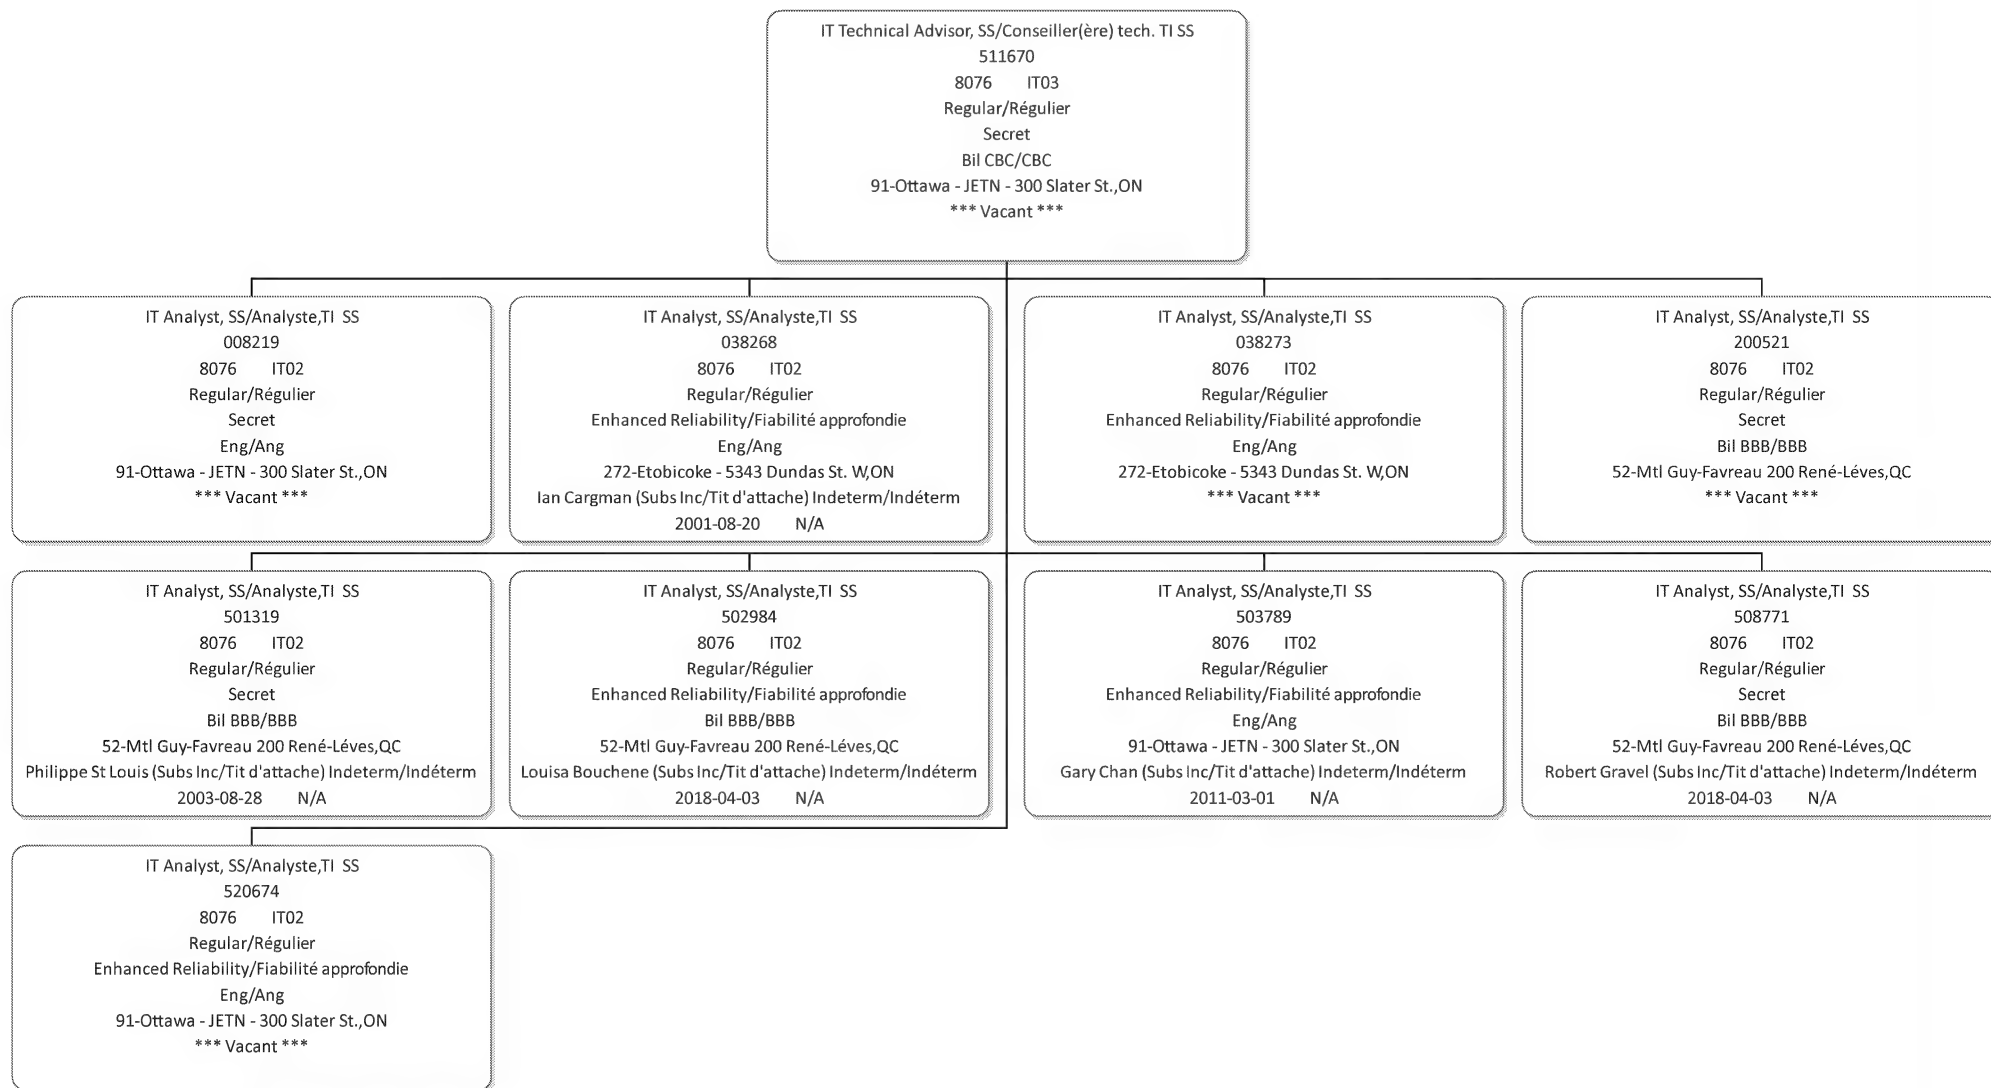 IT Technical Advisor, SS/Conseiller(ère) tech. TI SS
511670
8076 IT03
Regular/Régulier
Secret
Bil CBC/CBC
91-Ottawa - JETN - 300 Slater St.,ON
*** Vacant ***
IT Analyst, SS/Analyste,TI SS
008219
8076 IT02
Regular/Régulier
Secret
Eng/Ang
91-Ottawa - JETN - 300 Slater St.,ON
*** Vacant ***
IT Analyst, SS/Analyste,TI SS
038268
8076 IT02
Regular/Régulier
Enhanced Reliability/Fiabilité approfondie
Eng/Ang
272-Etobicoke - 5343 Dundas St. W,ON
Ian Cargman (Subs Inc/Tit d'attache) Indeterm/Indéterm
2001-08-20 N/A
IT Analyst, SS/Analyste,TI SS
038273
8076 IT02
Regular/Régulier
Enhanced Reliability/Fiabilité approfondie
Eng/Ang
272-Etobicoke - 5343 Dundas St. W,ON
*** Vacant ***
IT Analyst, SS/Analyste,TI SS
200521
8076 IT02
Regular/Régulier
Secret
Bil BBB/BBB
52-Mtl Guy-Favreau 200 René-Léves,QC
*** Vacant ***
IT Analyst, SS/Analyste,TI SS
501319
8076 IT02
Regular/Régulier
Secret
Bil BBB/BBB
52-Mtl Guy-Favreau 200 René-Léves,QC
Philippe St Louis (Subs Inc/Tit d'attache) Indeterm/Indéterm
2003-08-28 N/A
IT Analyst, SS/Analyste,TI SS
502984
8076 IT02
Regular/Régulier
Enhanced Reliability/Fiabilité approfondie
Bil BBB/BBB
52-Mtl Guy-Favreau 200 René-Léves,QC
Louisa Bouchene (Subs Inc/Tit d'attache) Indeterm/Indéterm
2018-04-03 N/A
IT Analyst, SS/Analyste,TI SS
503789
8076 IT02
Regular/Régulier
Enhanced Reliability/Fiabilité approfondie
Eng/Ang
91-Ottawa - JETN - 300 Slater St.,ON
Gary Chan (Subs Inc/Tit d'attache) Indeterm/Indéterm
2011-03-01 N/A
IT Analyst, SS/Analyste,TI SS
508771
8076 IT02
Regular/Régulier
Secret
Bil BBB/BBB
52-Mtl Guy-Favreau 200 René-Léves,QC
Robert Gravel (Subs Inc/Tit d'attache) Indeterm/Indéterm
2018-04-03 N/A
IT Analyst, SS/Analyste,TI SS
520674
8076 IT02
Regular/Régulier
Enhanced Reliability/Fiabilité approfondie
Eng/Ang
91-Ottawa - JETN - 300 Slater St.,ON
*** Vacant ***